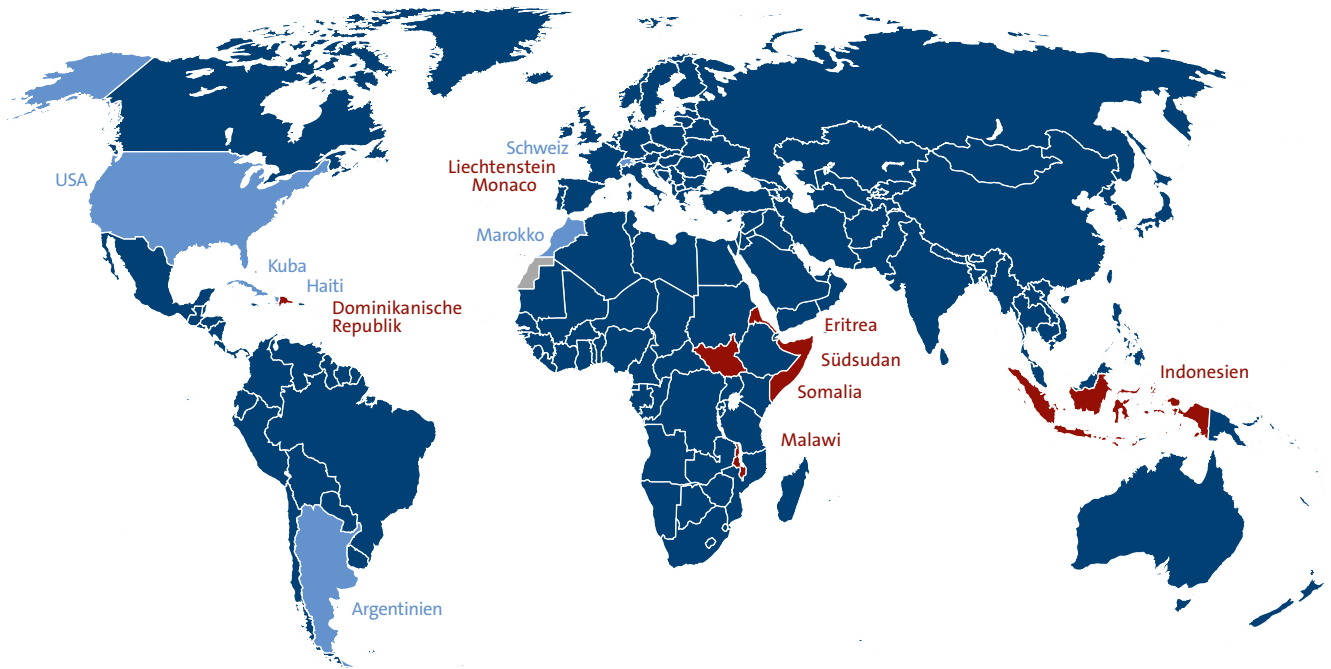 Schweiz
Liechtenstein
Monaco
USA
Marokko
Kuba
Haiti
Dominikanische
Republik
Eritrea
Südsudan
Somalia
Indonesien
Malawi
Argentinien